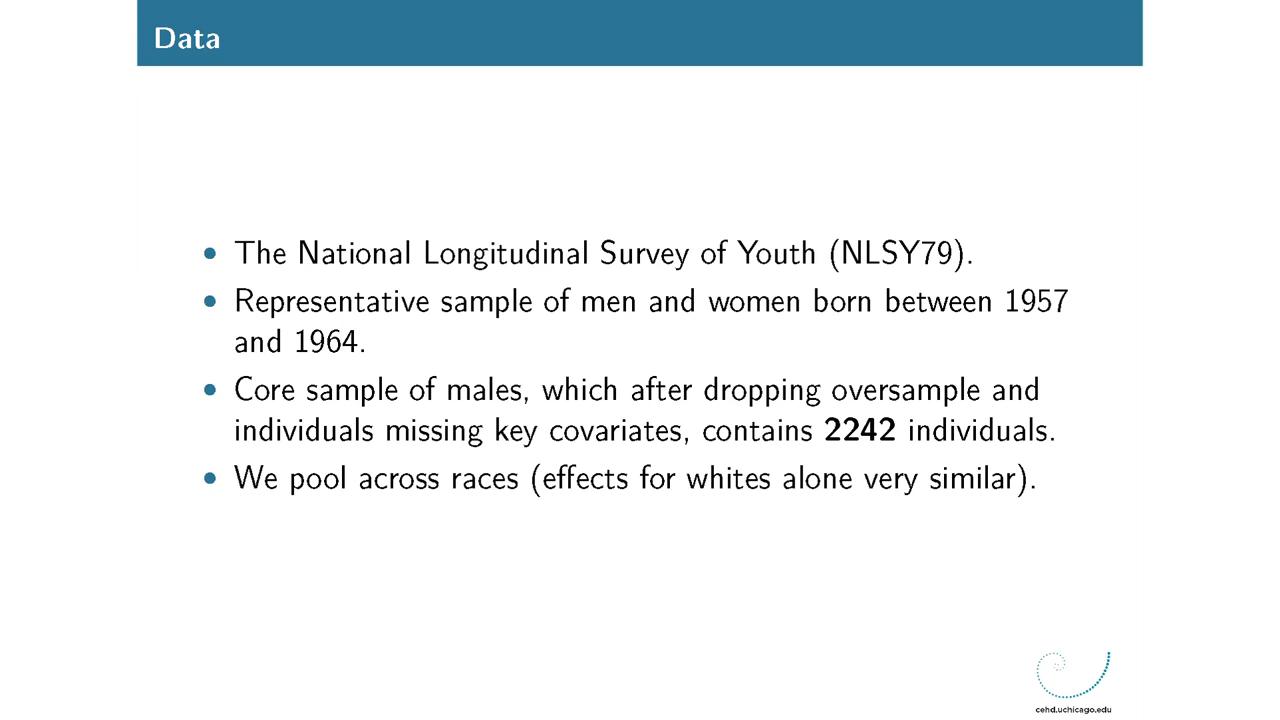 Data
• The National Longitudinal Survey of Youth (NLSY79).
• Representative sample of men and women born between 1957
and 1964.
• Core sample of males, which after dropping oversample and
individuals missing key covariates, contains 2242 individuals.
• We pool across races (effects for whites alone very similar).
cehd.uchicago.edu